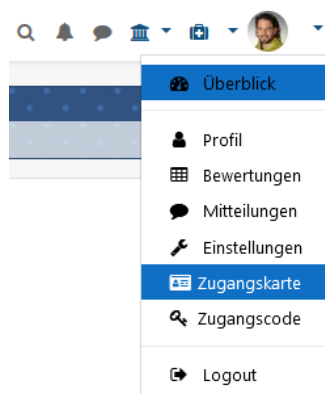 Überblick
Profil
Bewertungen
Mitteilungen
Einstellungen
Zugangskarte
Zugangscode
Logout